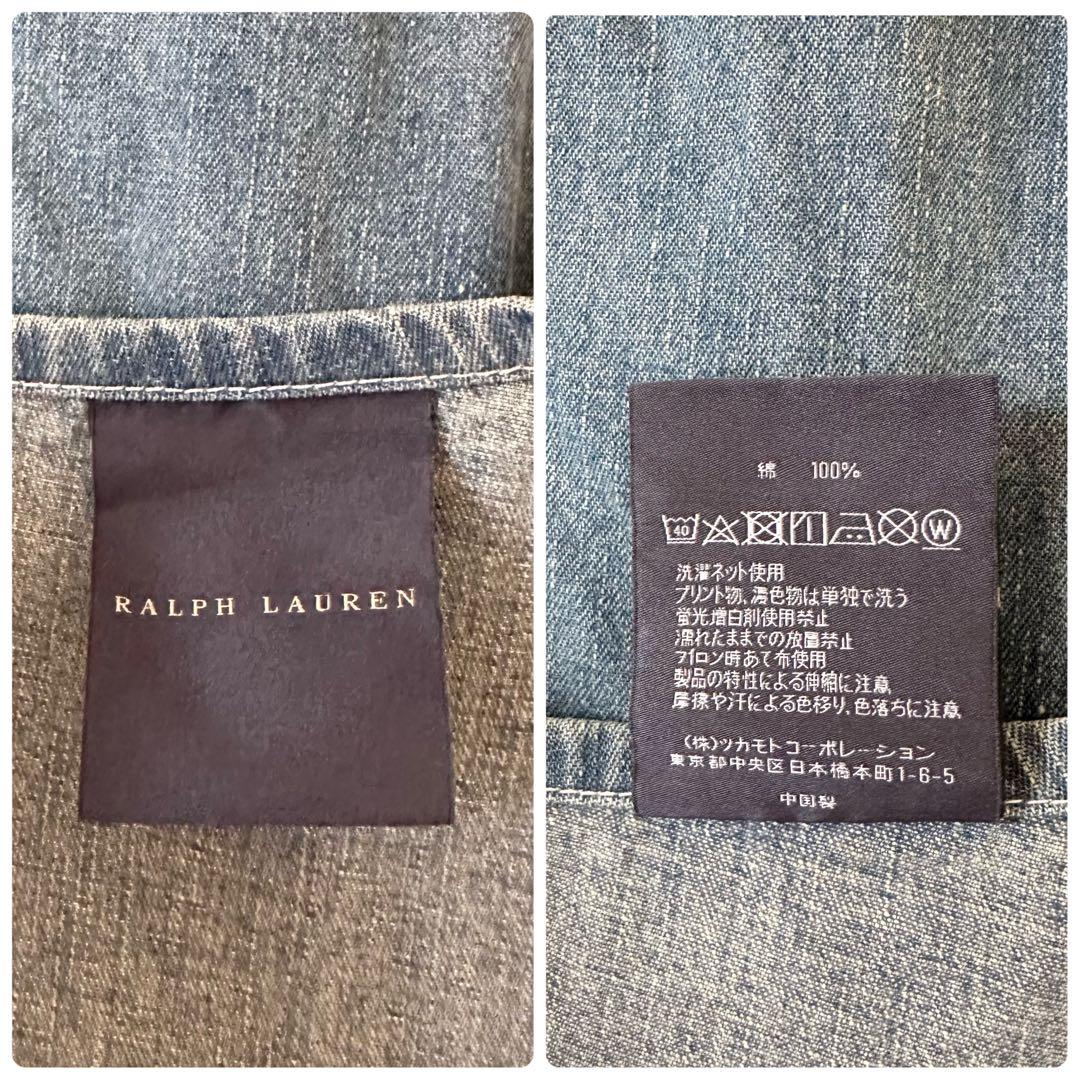 RALPH LAUREN
綿 100%
40
W
洗濯ネット使用
プリント物、濃色物は単独で洗う
蛍光増白剤使用禁止
濡れたままでの放置禁止
アイロン時あて布使用
製品の特性による伸縮に注意
摩擦や汗による色移り、色落ちに注意
(株)ツカモトコーポレーション
東京都中央区日本橋本町1-6-5
中国製